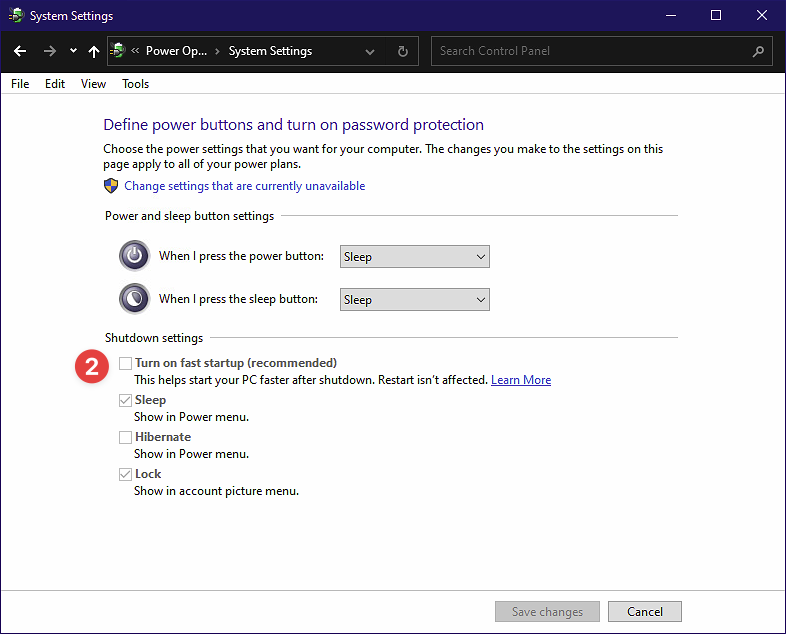 System Settings
Power Op... System Settings
Search Control Panel
File Edit View Tools
Define power buttons and turn on password protection
Choose the power settings that you want for your computer. The changes you make to the settings on this
page apply to all of your power plans.
Change settings that are currently unavailable
Power and sleep button settings
When I press the power button: Sleep
When I press the sleep button: Sleep
Shutdown settings
2
Turn on fast startup (recommended)
This helps start your PC faster after shutdown. Restart isn't affected. Learn More
Sleep
Show in Power menu.
Hibernate
Show in Power menu.
Lock
Show in account picture menu.
Save changes Cancel